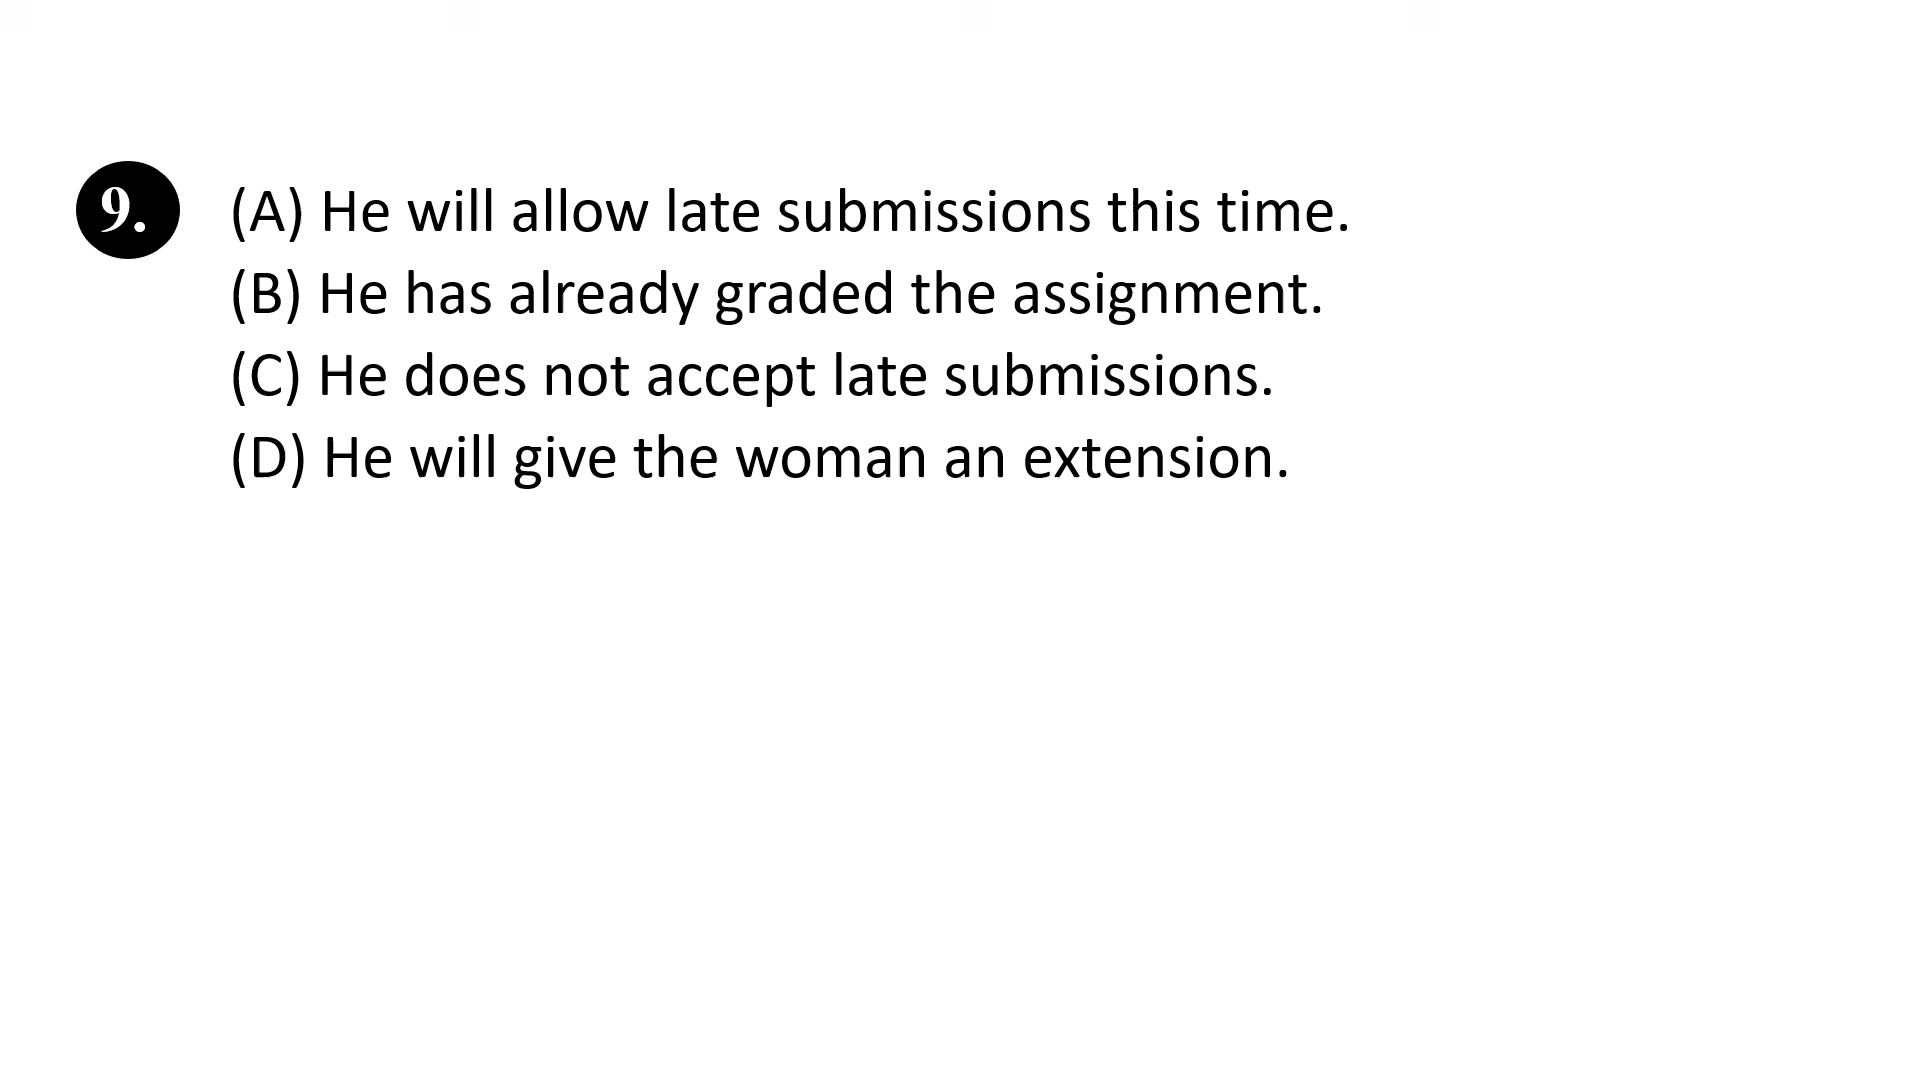 9. (A) He will allow late submissions this time.
(B) He has already graded the assignment.
(C) He does not accept late submissions.
(D) He will give the woman an extension.